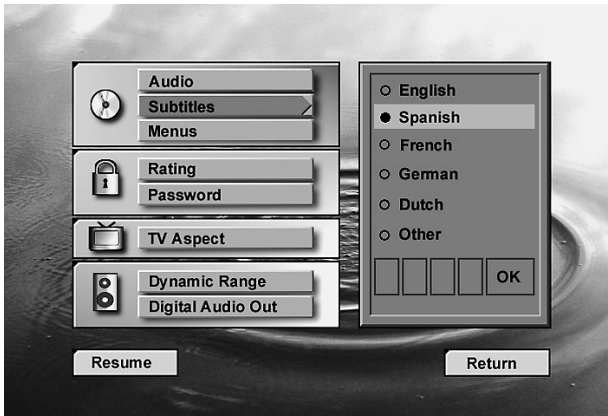 Audio
Subtitles
Menus
Rating
Password
TV Aspect
Dynamic Range
Digital Audio Out
English
Spanish
French
German
Dutch
Other
OK
Resume
Return